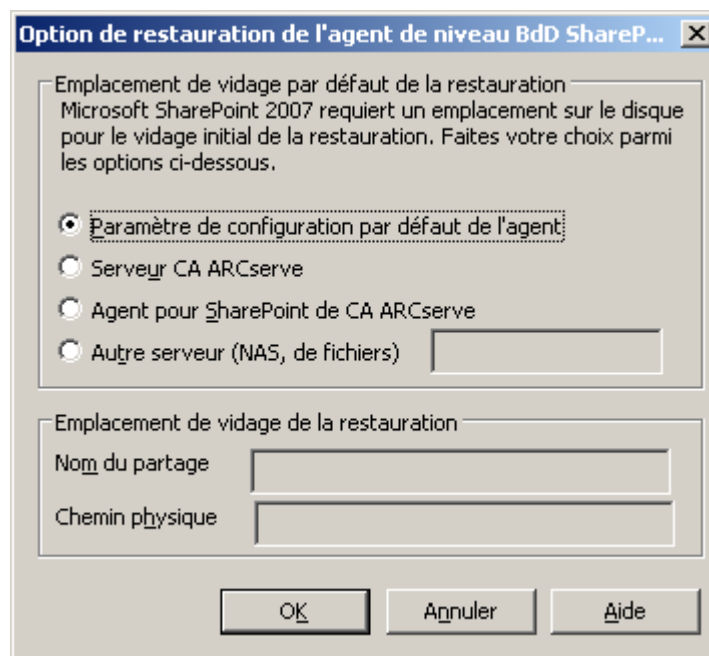 Option de restauration de l'agent de niveau BdD ShareP...
Emplacement de vidage par défaut de la restauration
Microsoft SharePoint 2007 requiert un emplacement sur le disque
pour le vidage initial de la restauration. Faites votre choix parmi
les options ci-dessous.
Paramètre de configuration par défaut de l'agent
Serveur CA ARCserve
Agent pour SharePoint de CA ARCserve
Autre serveur (NAS, de fichiers)
Emplacement de vidage de la restauration
Nom du partage
Chemin physique
OK Annuler Aide